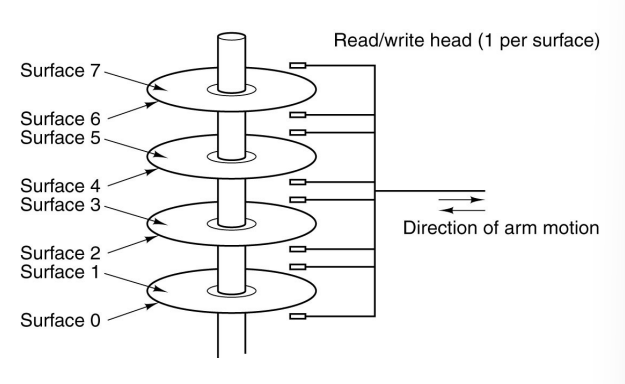 Read/write head (1 per surface)
Surface 7
Surface 6
Surface 5
Surface 4
Surface 3
Direction of arm motion
Surface 2
Surface 1
Surface 0